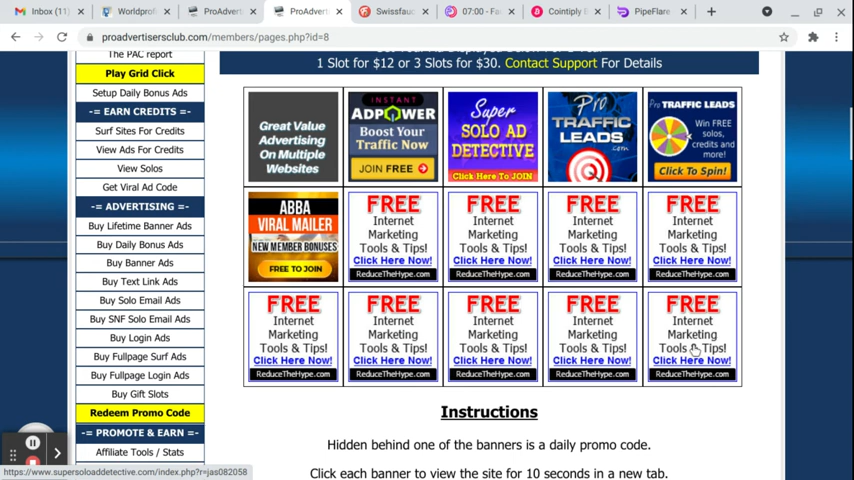 Inbox (11)
Worldprofi
ProAdverti
ProAdverti
Swissfauc
07:00 - Fa
Cointiply B
PipeFlare
proadvertisersclub.com/members/pages.php?id=8
The PAC report
Play Grid Click
Setup Daily Bonus Ads
-= EARN CREDITS =-
Surf Sites For Credits
View Ads For Credits
View Solos
Get Viral Ad Code
-= ADVERTISING =-
Buy Lifetime Banner Ads
Buy Daily Bonus Ads
Buy Banner Ads
Buy Text Link Ads
Buy Solo Email Ads
Buy SNF Solo Email Ads
Buy Login Ads
Buy Fullpage Surf Ads
Buy Fullpage Login Ads
Buy Gift Slots
Redeem Promo Code
-= PROMOTE & EARN =-
Affiliate Tools / Stats
https://www.supersoloaddetective.com/index.php?r=jas082058
1 Slot for $12 or 3 Slots for $30. Contact Support For Details
Great Value
Advertising
On Multiple
Websites
INSTANT
ADPOWER
Boost Your
Traffic Now
JOIN FREE
Super
SOLO AD
DETECTIVE
Click Here To JOIN
Pro
TRAFFIC
LEADS
.com
Pro TRAFFIC LEADS
Win FREE
solos,
credits and
more!
Click To Spin!
ABBA
VIRAL MAILER
NEW MEMBER BONUSES
FREE TO JOIN
FREE
Internet
Marketing
Tools & Tips!
Click Here Now!
ReduceTheHype.com
FREE
Internet
Marketing
Tools & Tips!
Click Here Now!
ReduceTheHype.com
FREE
Internet
Marketing
Tools & Tips!
Click Here Now!
ReduceTheHype.com
FREE
Internet
Marketing
Tools & Tips!
Click Here Now!
ReduceTheHype.com
FREE
Internet
Marketing
Tools & Tips!
Click Here Now!
ReduceTheHype.com
FREE
Internet
Marketing
Tools & Tips!
Click Here Now!
ReduceTheHype.com
FREE
Internet
Marketing
Tools & Tips!
Click Here Now!
ReduceTheHype.com
FREE
Internet
Marketing
Tools & Tips!
Click Here Now!
ReduceTheHype.com
FREE
Internet
Marketing
Tools & Tips!
Click Here Now!
ReduceTheHype.com
Instructions
Hidden behind one of the banners is a daily promo code.
Click each banner to view the site for 10 seconds in a new tab.